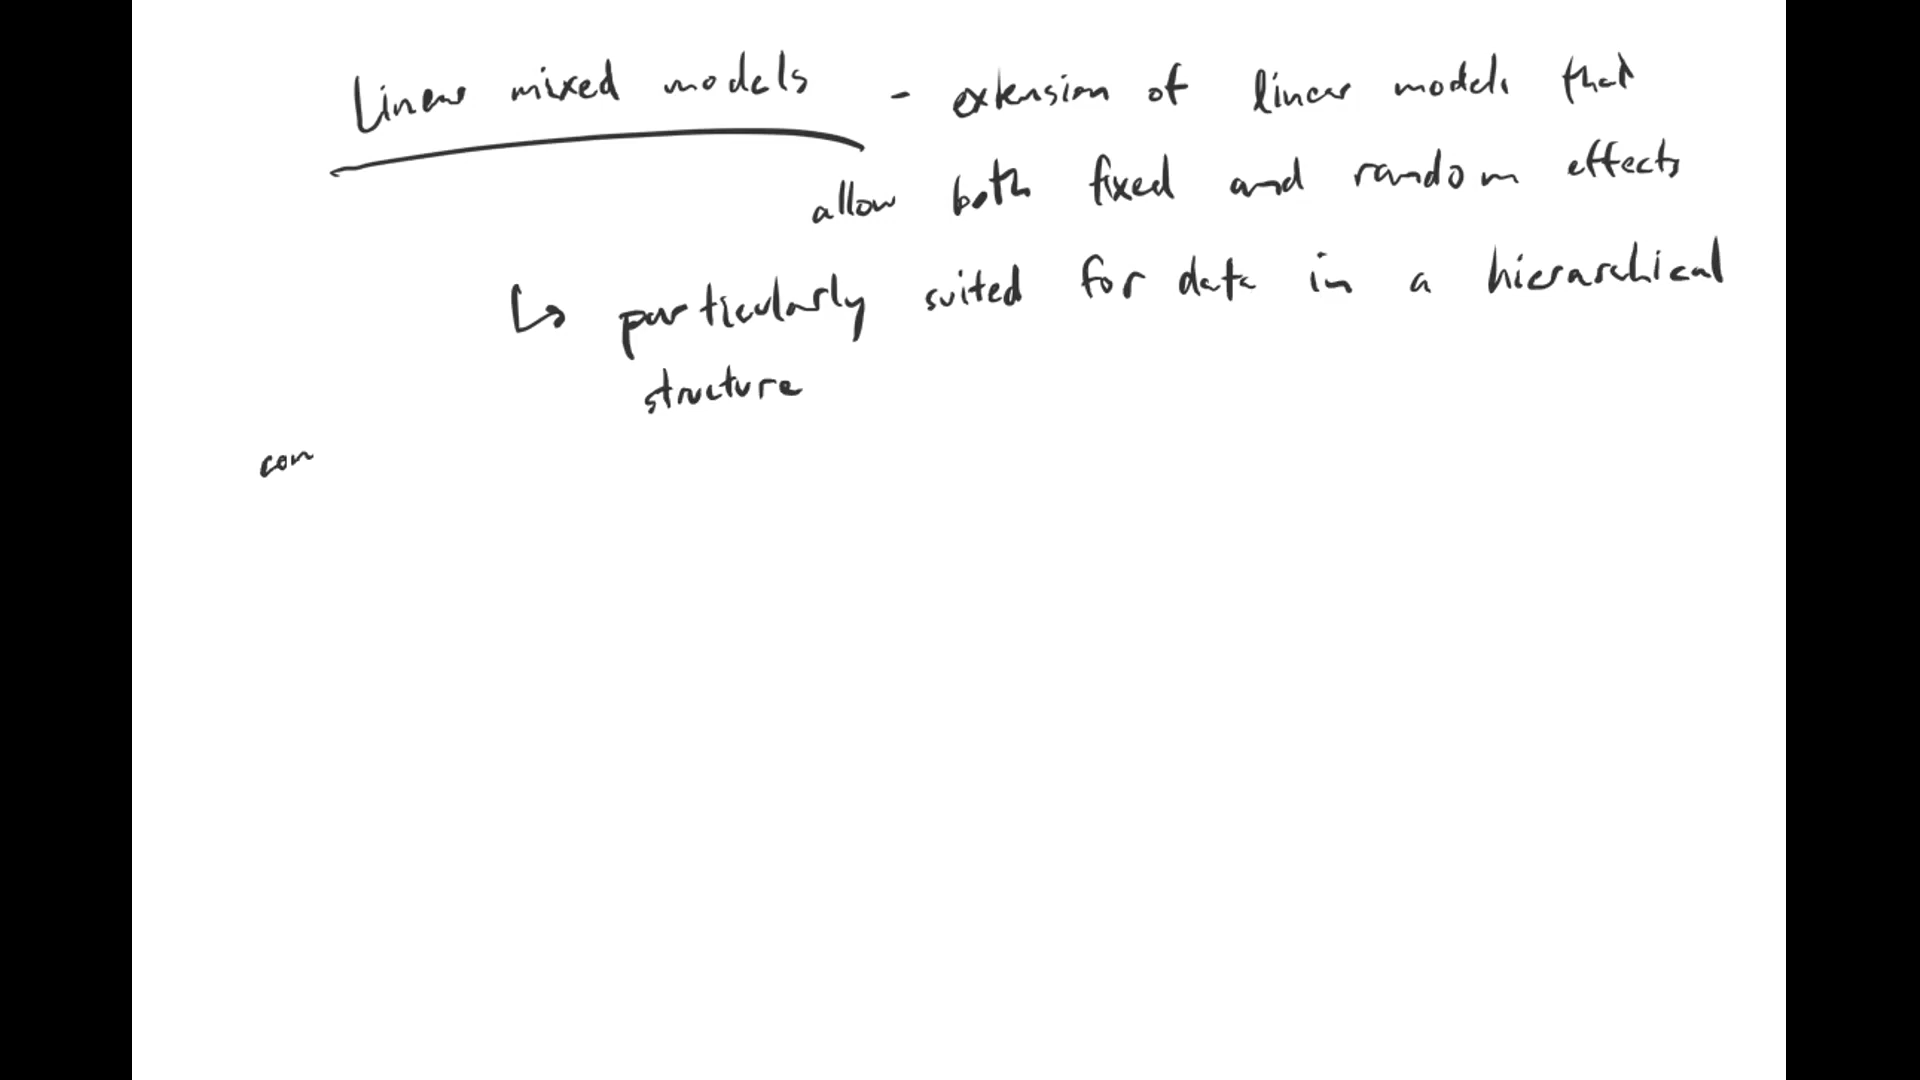 Linear mixed models - extension of linear models that
allow both fixed and random effects
↳ particularly suited for data in a hierarchical
structure
con